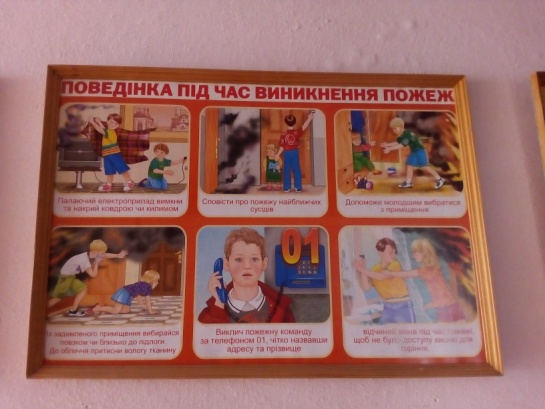 ПОВЕДІНКА ПІД ЧАС ВИНИКНЕННЯ ПОЖЕЖ
Палаючий електроприлад вимкни
та накрий ковдрою чи килимом
Сповісти про пожежу найближчих
сусідів
Допоможи молодшим вибратися
з приміщення
Із задимленого приміщення вибирайся
повзком чи близько до підлоги.
До обличчя притисни вологу тканину
01
Виклич пожежну команду
за телефоном 01, чітко назвавши
адресу та прізвище
відчиняй вікна під час пожежі,
щоб не було доступу кисню для
горіння.